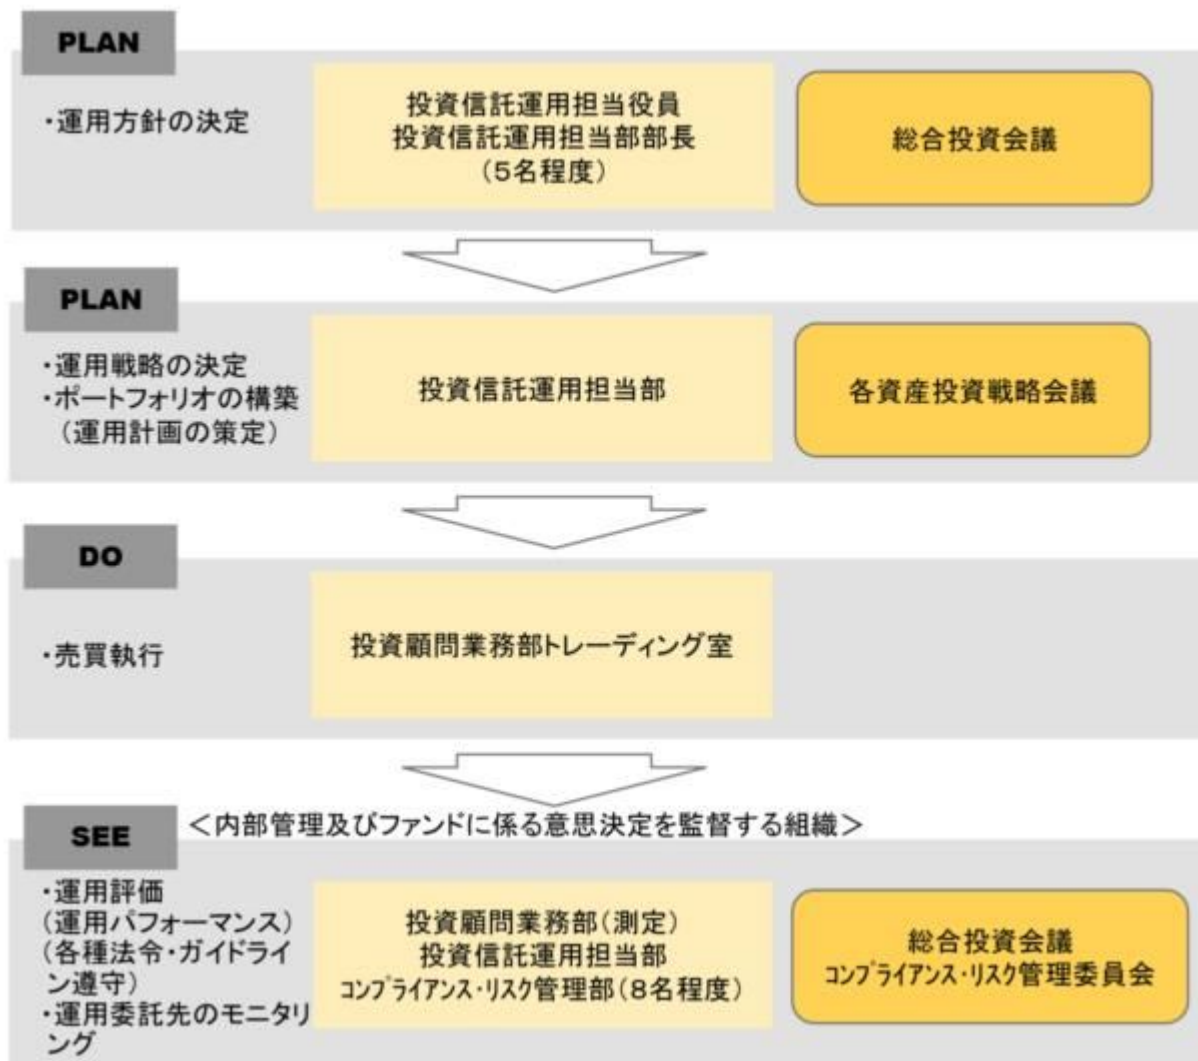 PLAN
・運用方針の決定
投資信託運用担当役員
投資信託運用担当部部長
(5名程度)
総合投資会議
PLAN
・運用戦略の決定
・ポートフォリオの構築
(運用計画の策定)
投資信託運用担当部
各資産投資戦略会議
DO
・売買執行
投資顧問業務部トレーディング室
SEE
<内部管理及びファンドに係る意思決定を監督する組織>
・運用評価
(運用パフォーマンス)
(各種法令・ガイドライ
ン遵守)
・運用委託先のモニタリ
ング
投資顧問業務部(測定)
投資信託運用担当部
コンプライアンス・リスク管理部(8名程度)
総合投資会議
コンプライアンス・リスク管理委員会